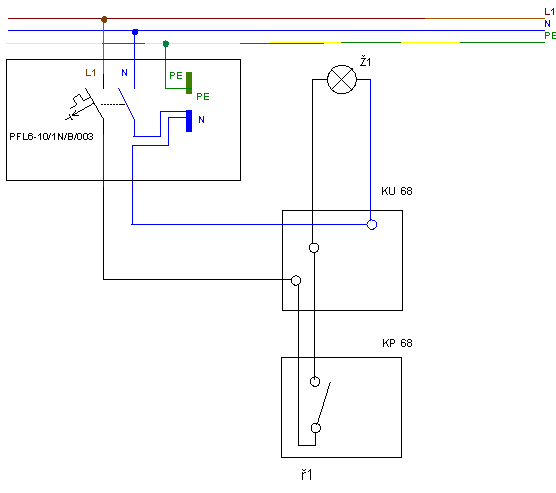 L1
N
PE
L1
N
PE
PE
N
PFL6-10/1N/B/003
Ž1
KU 68
KP 68
ř1